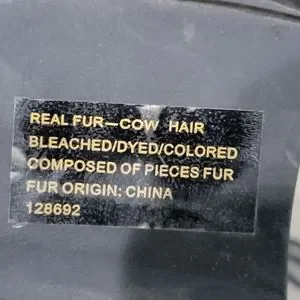 REAL FUR—COW HAIR
BLEACHED/DYED/COLORED
COMPOSED OF PIECES FUR
FUR ORIGIN: CHINA
128692